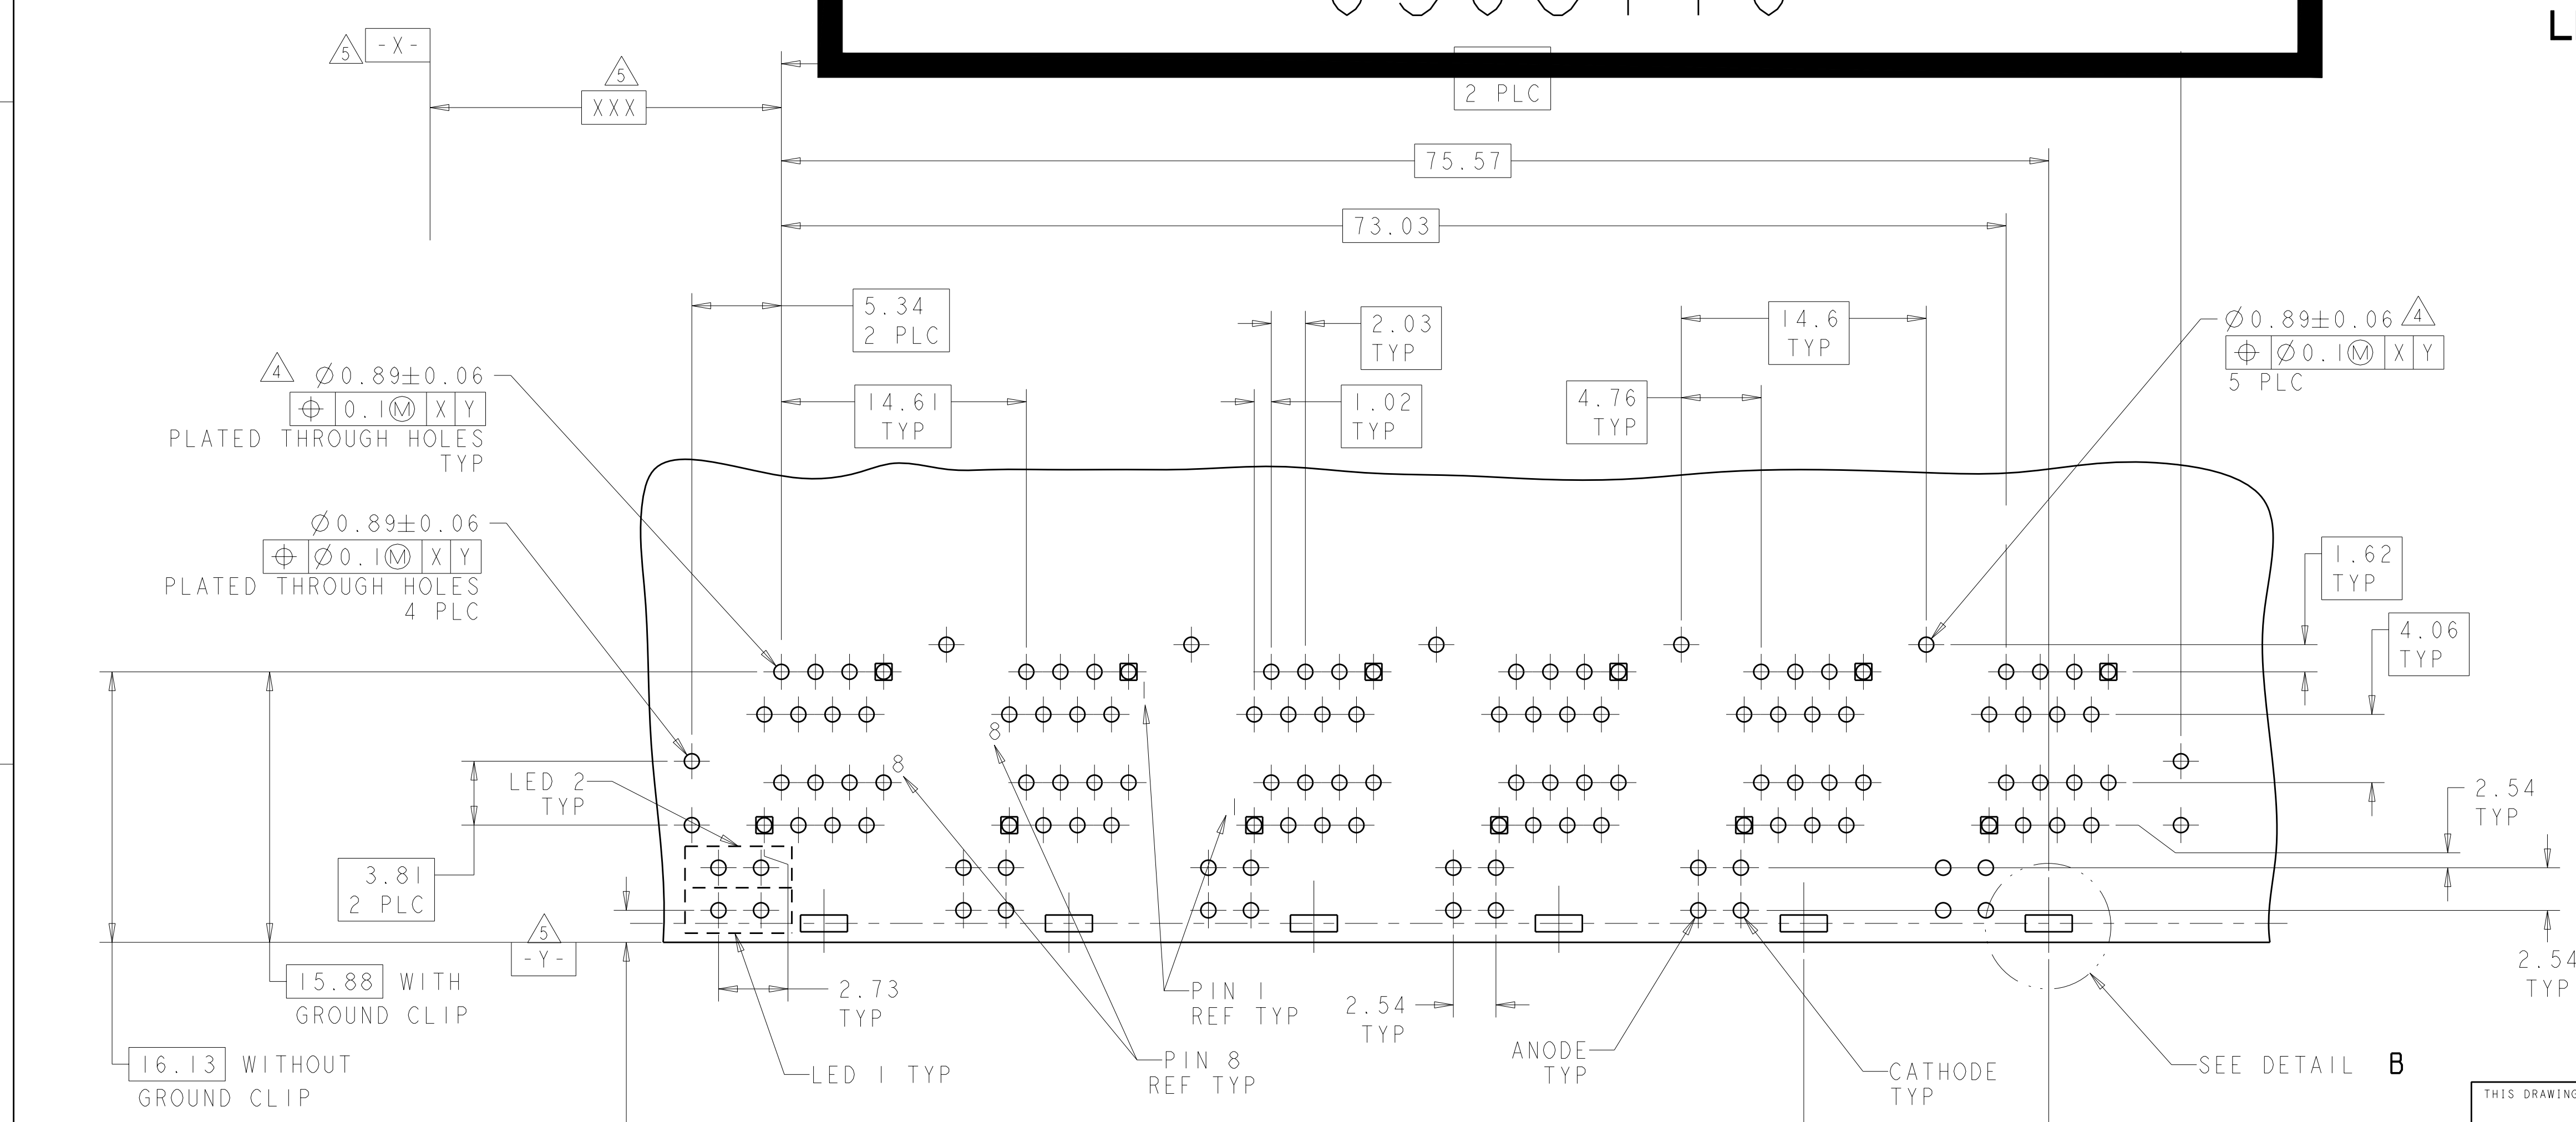 5
-X-
5
XXX
2 PLC
75.57
73.03
5.34
2 PLC
2.03
TYP
14.6
TYP
Ø0.89±0.06 4
⌖ Ø0.1Ⓜ X Y
5 PLC
4 Ø0.89±0.06
⌖ 0.1Ⓜ X Y
PLATED THROUGH HOLES
TYP
14.61
TYP
1.02
TYP
4.76
TYP
Ø0.89±0.06
⌖ Ø0.1Ⓜ X Y
PLATED THROUGH HOLES
4 PLC
1.62
TYP
4.06
TYP
1
8
8
1
LED 2
TYP
2.54
TYP
3.81
2 PLC
5
-Y-
15.88 WITH
GROUND CLIP
16.13 WITHOUT
GROUND CLIP
2.73
TYP
LED 1 TYP
PIN 1
REF TYP
PIN 8
REF TYP
2.54
TYP
ANODE
TYP
CATHODE
TYP
2.54
TYP
SEE DETAIL B
THIS DRAWING